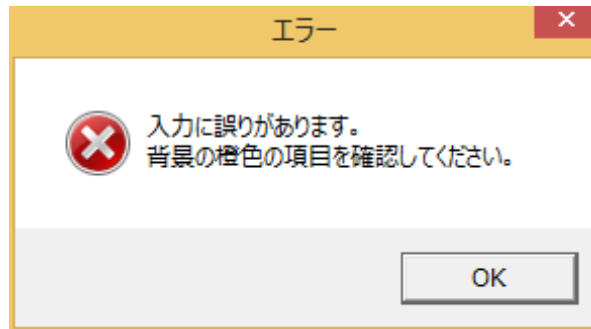 エラー
入力に誤りがあります。
背景の橙色の項目を確認してください。
OK